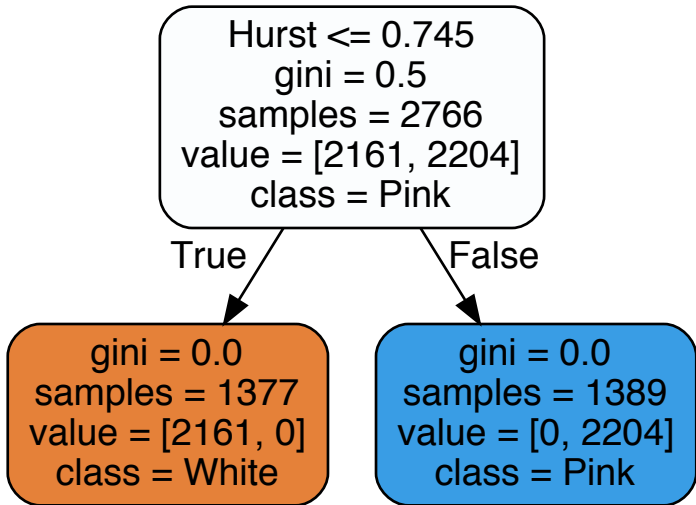 Hurst <= 0.745
gini = 0.5
samples = 2766
value = [2161, 2204]
class = Pink
True
False
gini = 0.0
samples = 1377
value = [2161, 0]
class = White
gini = 0.0
samples = 1389
value = [0, 2204]
class = Pink